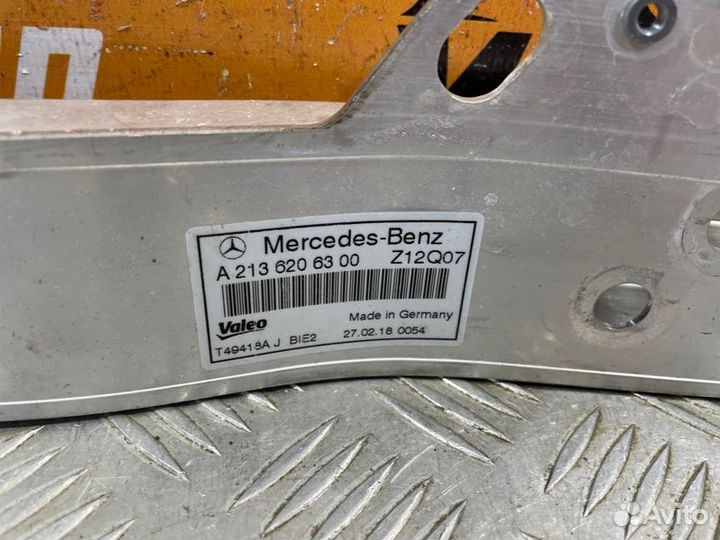 Mercedes-Benz
A 213 620 63 00 Z12Q07
Valeo Made in Germany
T49418A J BIE2 27.02.18 0054
Avito